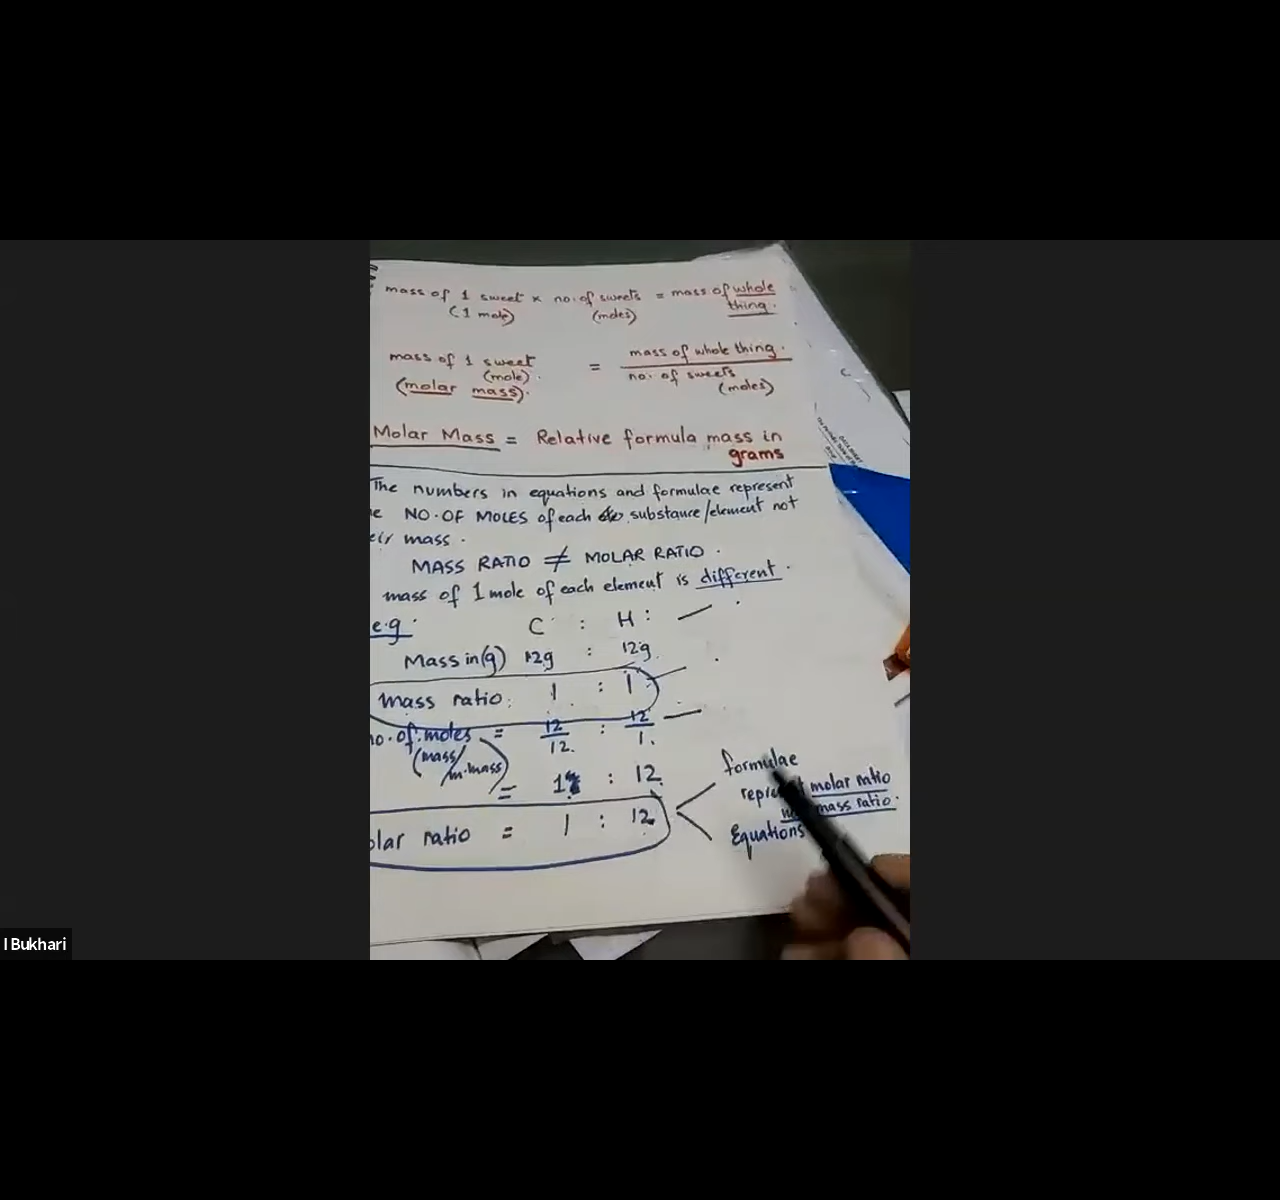 mass of 1 sweet × no. of sweets = mass of whole thing.
(1 mole) (moles)
mass of 1 sweet = mass of whole thing.
(mole). no. of sweets
(molar mass). (moles)
Molar Mass = Relative formula mass in
grams
The numbers in equations and formulae represent
e NO. OF MOLES of each substance/element not
eir mass.
MASS RATIO ≠ MOLAR RATIO.
mass of 1 mole of each element is different.
e.g. C : H :
Mass in(g) 12g : 12g.
mass ratio: 1 : 1
no. of. moles = 12/12. : 12/1.
(mass/m.mass)
= 1 : 12.
olar ratio = 1 : 12.
formulae
molar ratio
mass ratio.
Equations
I Bukhari